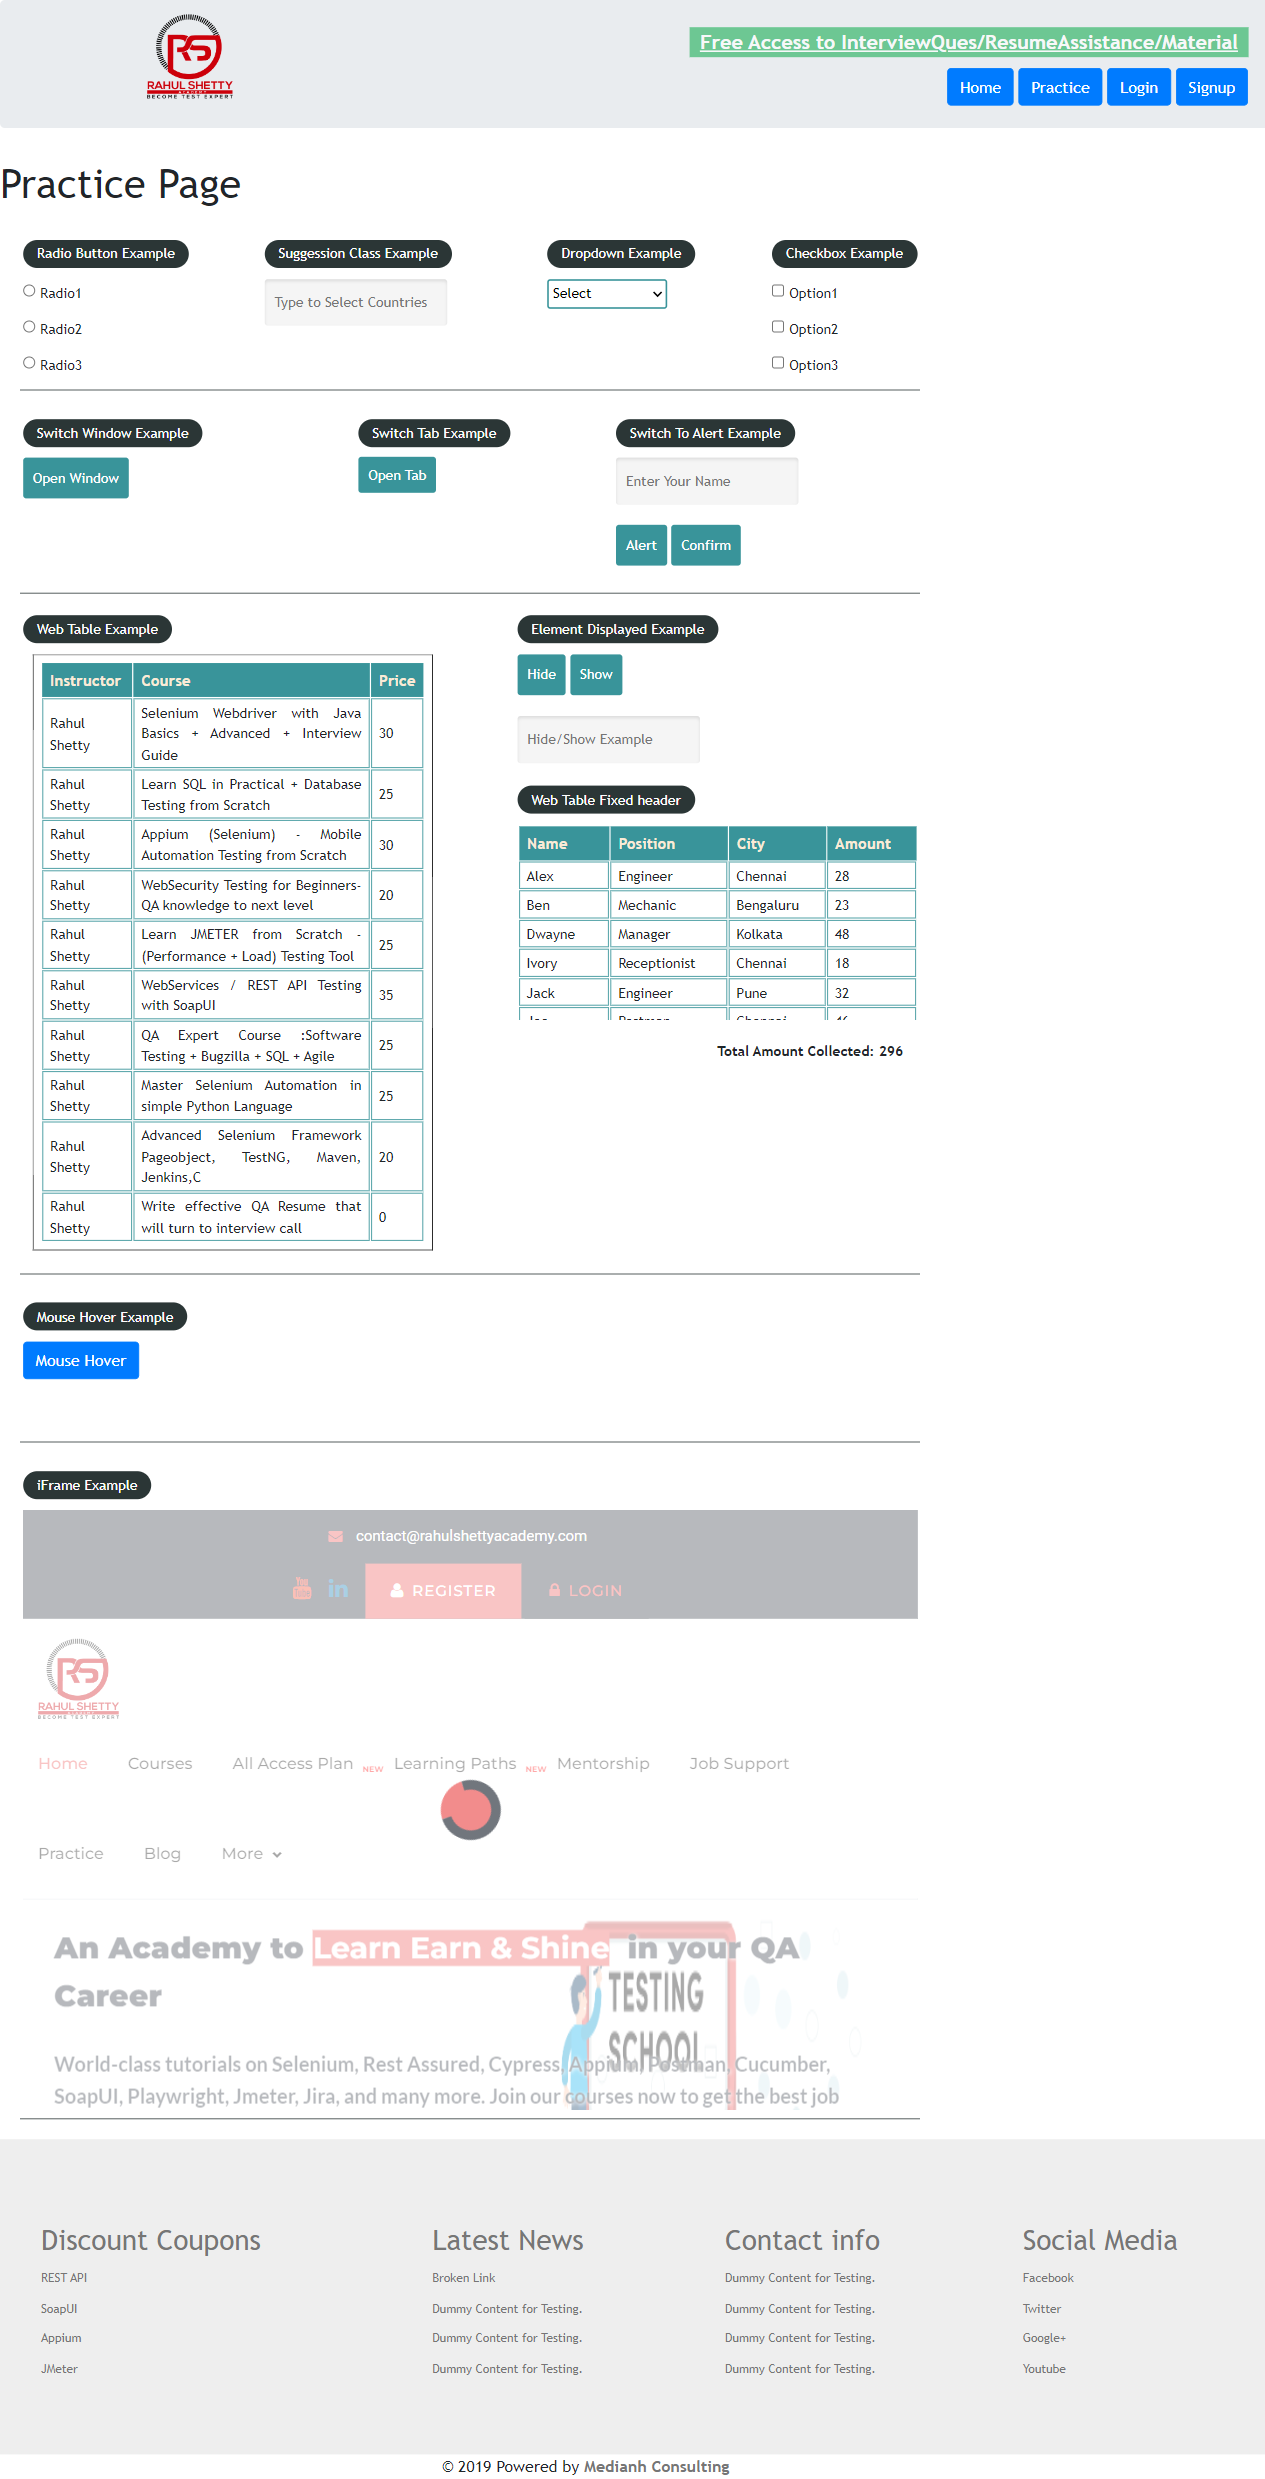 RAHUL SHETTY
ACADEMY
BECOME TEST EXPERT
Free Access to InterviewQues/ResumeAssistance/Material
Home Practice Login Signup
Practice Page
Radio Button Example
Radio1
Radio2
Radio3
Suggession Class Example
Type to Select Countries
Dropdown Example
Select
Checkbox Example
Option1
Option2
Option3
Switch Window Example
Open Window
Switch Tab Example
Open Tab
Switch To Alert Example
Enter Your Name
Alert Confirm
Web Table Example
Instructor Course Price
Rahul Shetty Selenium Webdriver with Java Basics + Advanced + Interview Guide 30
Rahul Shetty Learn SQL in Practical + Database Testing from Scratch 25
Rahul Shetty Appium (Selenium) - Mobile Automation Testing from Scratch 30
Rahul Shetty WebSecurity Testing for Beginners-QA knowledge to next level 20
Rahul Shetty Learn JMETER from Scratch - (Performance + Load) Testing Tool 25
Rahul Shetty WebServices / REST API Testing with SoapUI 35
Rahul Shetty QA Expert Course :Software Testing + Bugzilla + SQL + Agile 25
Rahul Shetty Master Selenium Automation in simple Python Language 25
Rahul Shetty Advanced Selenium Framework Pageobject, TestNG, Maven, Jenkins,C 20
Rahul Shetty Write effective QA Resume that will turn to interview call 0
Element Displayed Example
Hide Show
Hide/Show Example
Web Table Fixed header
Name Position City Amount
Alex Engineer Chennai 28
Ben Mechanic Bengaluru 23
Dwayne Manager Kolkata 48
Ivory Receptionist Chennai 18
Jack Engineer Pune 32
Joe Postman Chennai 46
Total Amount Collected: 296
Mouse Hover Example
Mouse Hover
iFrame Example
contact@rahulshettyacademy.com
You Tube in REGISTER LOGIN
RAHUL SHETTY
ACADEMY
BECOME TEST EXPERT
Home Courses All Access Plan NEW Learning Paths NEW Mentorship Job Support
Practice Blog More
An Academy to Learn Earn & Shine in your QA
Career
TESTING
SCHOOL
World-class tutorials on Selenium, Rest Assured, Cypress, Appium, Postman, Cucumber,
SoapUI, Playwright, Jmeter, Jira, and many more. Join our courses now to get the best job
Discount Coupons
REST API
SoapUI
Appium
JMeter
Latest News
Broken Link
Dummy Content for Testing.
Dummy Content for Testing.
Dummy Content for Testing.
Contact info
Dummy Content for Testing.
Dummy Content for Testing.
Dummy Content for Testing.
Dummy Content for Testing.
Social Media
Facebook
Twitter
Google+
Youtube
© 2019 Powered by Medianh Consulting